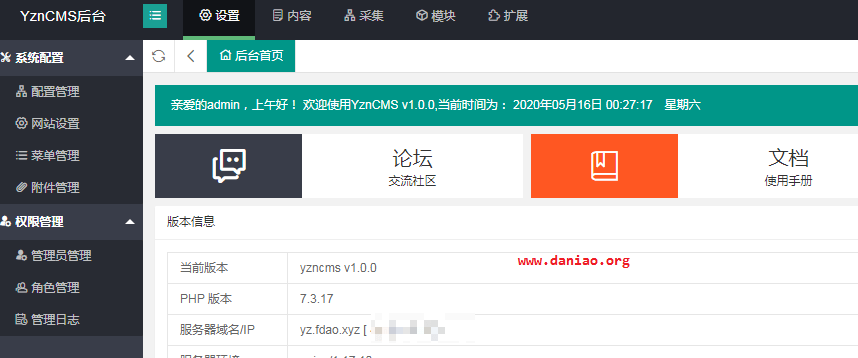 YznCMS后台
设置
内容
采集
模块
扩展
系统配置
配置管理
网站设置
菜单管理
附件管理
权限管理
管理员管理
角色管理
管理日志
后台首页
亲爱的admin，上午好！ 欢迎使用YznCMS v1.0.0,当前时间为： 2020年05月16日 00:27:17 星期六
论坛
交流社区
文档
使用手册
版本信息
当前版本 yzncms v1.0.0
www.daniao.org
PHP 版本 7.3.17
服务器域名/IP yz.fdao.xyz [